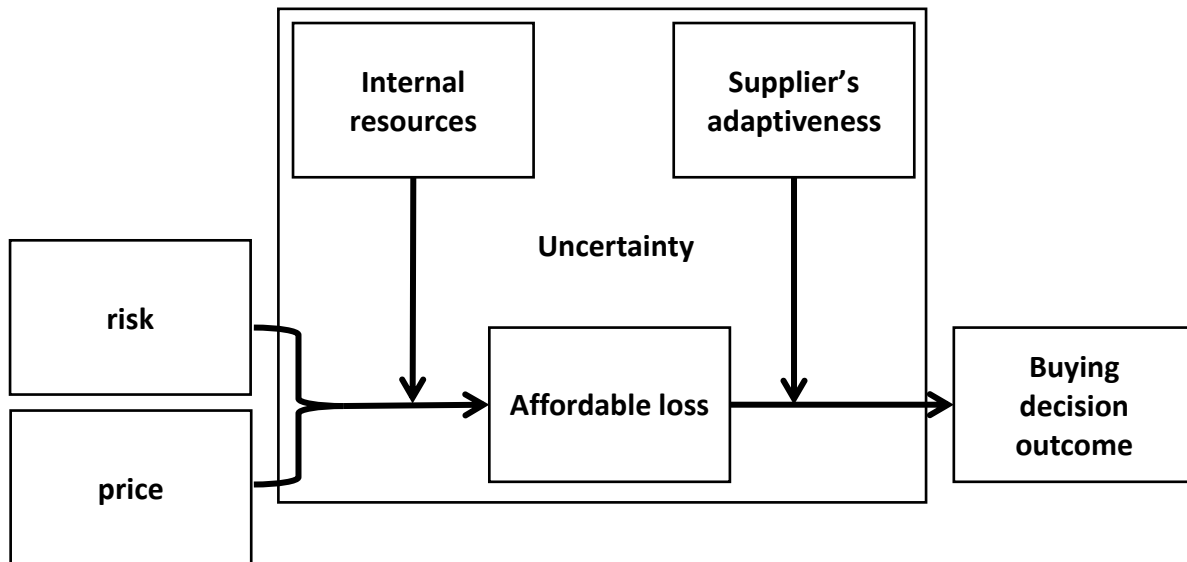 Internal
resources
Supplier’s
adaptiveness
Uncertainty
risk
price
Affordable loss
Buying
decision
outcome